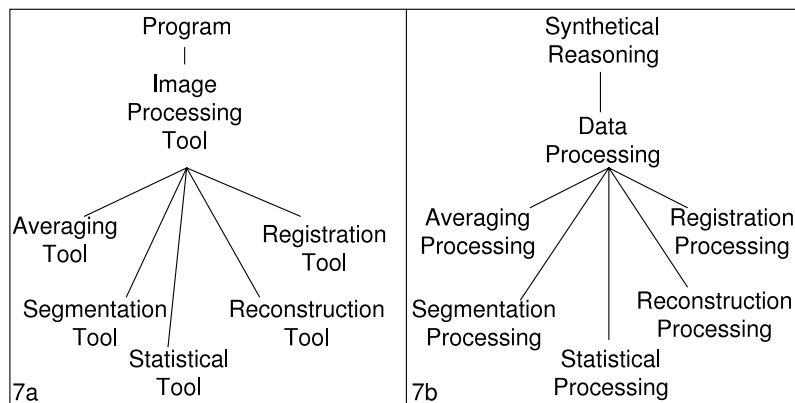 Program
Image
Processing
Tool
Averaging
Tool
Registration
Tool
Segmentation
Tool
Reconstruction
Tool
Statistical
Tool
7a
Synthetical
Reasoning
Data
Processing
Averaging
Processing
Registration
Processing
Segmentation
Processing
Reconstruction
Processing
Statistical
Processing
7b